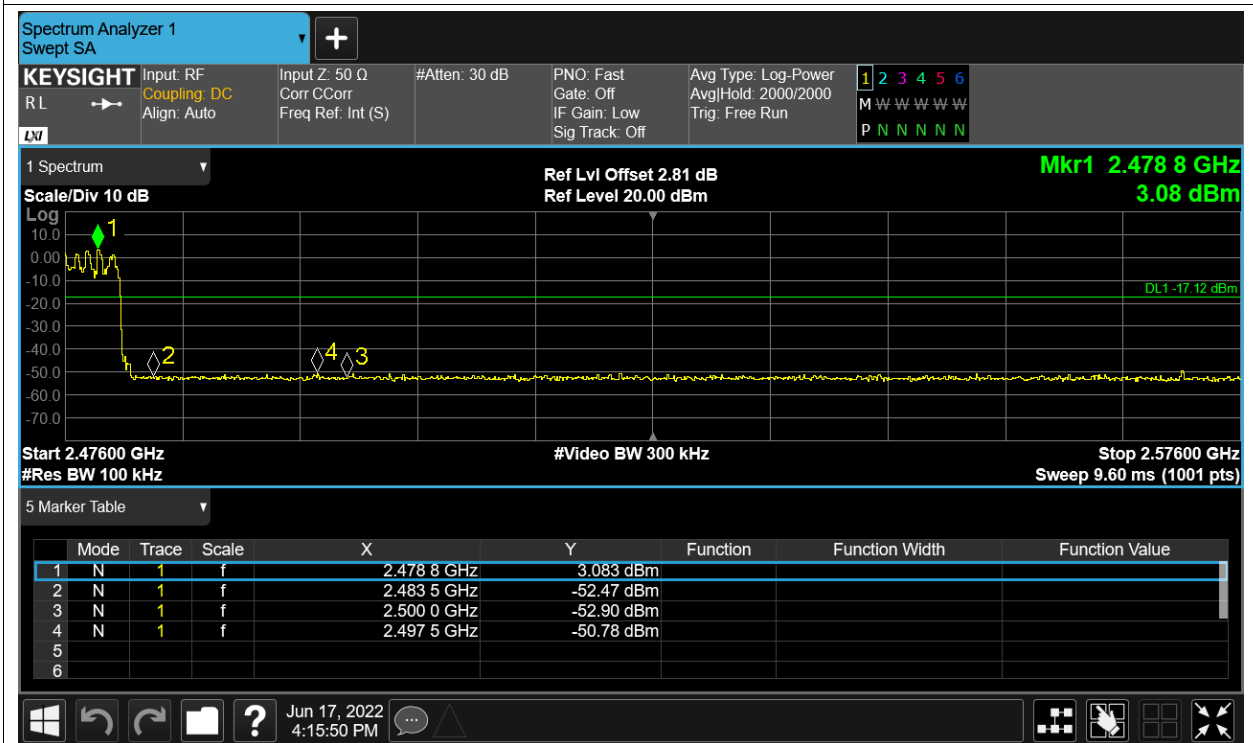 Spectrum Analyzer 1
Swept SA
KEYSIGHT
R L
LXI
Input: RF
Coupling: DC
Align: Auto
Input Z: 50 Ω
Corr CCorr
Freq Ref: Int (S)
#Atten: 30 dB
PNO: Fast
Gate: Off
IF Gain: Low
Sig Track: Off
Avg Type: Log-Power
Avg|Hold: 2000/2000
Trig: Free Run
1 2 3 4 5 6
M W W W W W
P N N N N N
1 Spectrum
Scale/Div 10 dB
Ref Lvl Offset 2.81 dB
Ref Level 20.00 dBm
Mkr1 2.478 8 GHz
3.08 dBm
Log
10.0
0.00
-10.0
-20.0
-30.0
-40.0
-50.0
-60.0
-70.0
1
2
4
3
DL1 -17.12 dBm
Start 2.47600 GHz
#Video BW 300 kHz
Stop 2.57600 GHz
#Res BW 100 kHz
Sweep 9.60 ms (1001 pts)
5 Marker Table
Mode Trace Scale X Y Function Function Width Function Value
1 N 1 f 2.478 8 GHz 3.083 dBm
2 N 1 f 2.483 5 GHz -52.47 dBm
3 N 1 f 2.500 0 GHz -52.90 dBm
4 N 1 f 2.497 5 GHz -50.78 dBm
5
6
?
Jun 17, 2022
4:15:50 PM